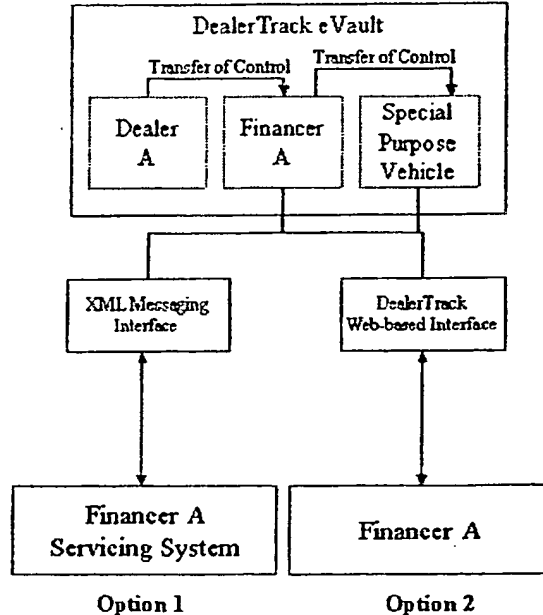 DealerTrack eVault
Transfer of Control
Transfer of Control
Dealer
A
Financer
A
Special
Purpose
Vehicle
XML Messaging
Interface
DealerTrack
Web-based Interface
Financer A
Servicing System
Financer A
Option 1
Option 2